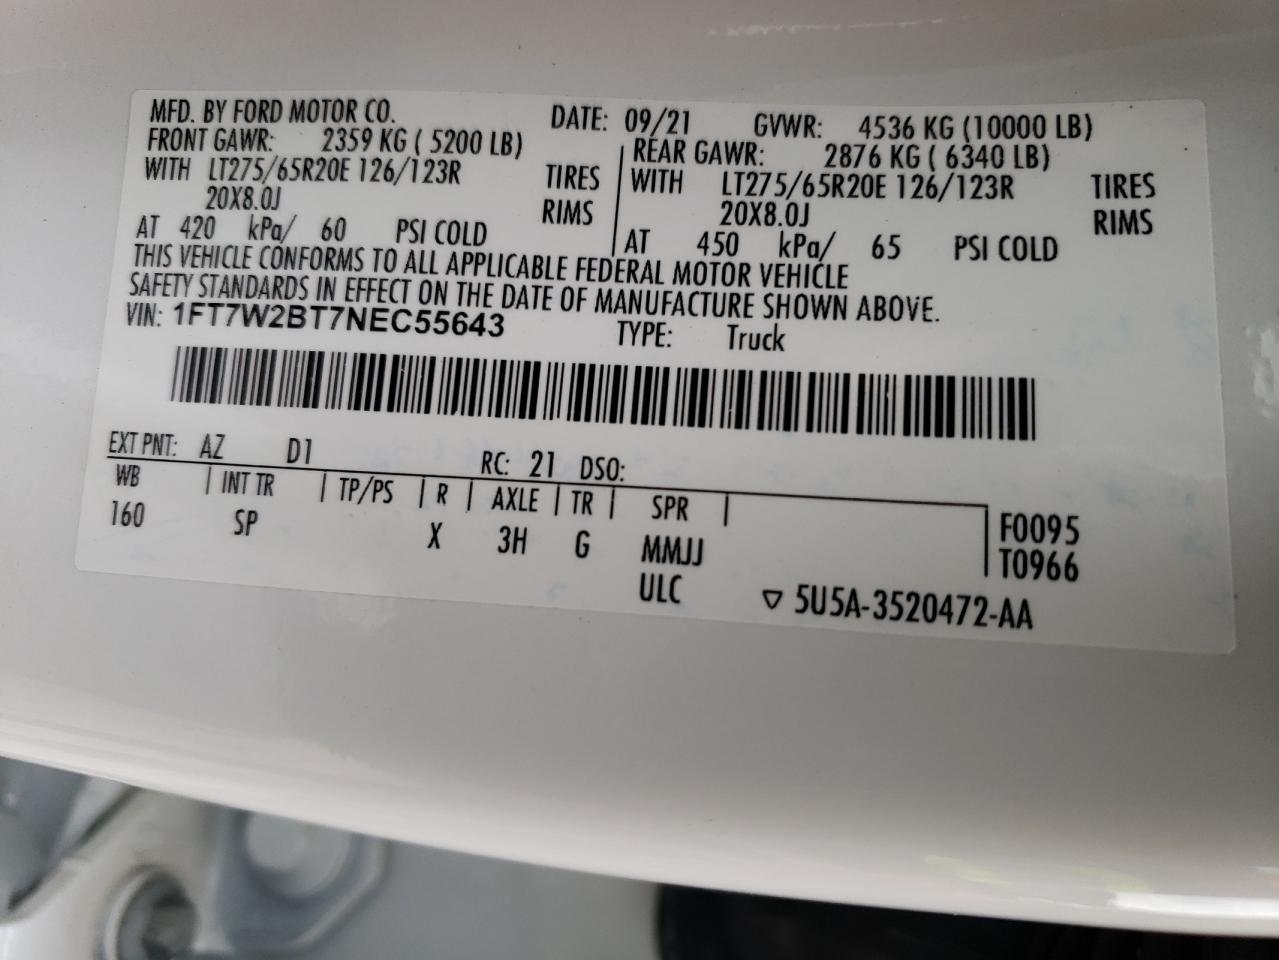 MFD. BY FORD MOTOR CO. DATE: 09/21 GVWR: 4536 KG (10000 LB)
FRONT GAWR: 2359 KG ( 5200 LB) REAR GAWR: 2876 KG ( 6340 LB)
WITH LT275/65R20E 126/123R TIRES WITH LT275/65R20E 126/123R TIRES
20X8.0J RIMS 20X8.0J RIMS
AT 420 kPa/ 60 PSI COLD AT 450 kPa/ 65 PSI COLD
THIS VEHICLE CONFORMS TO ALL APPLICABLE FEDERAL MOTOR VEHICLE
SAFETY STANDARDS IN EFFECT ON THE DATE OF MANUFACTURE SHOWN ABOVE.
VIN: 1FT7W2BT7NEC55643 TYPE: Truck
EXT PNT: AZ D1 RC: 21 DSO:
WB INT TR TP/PS R AXLE TR SPR F0095
160 SP X 3H G MMJJ T0966
ULC ▽ 5U5A-3520472-AA